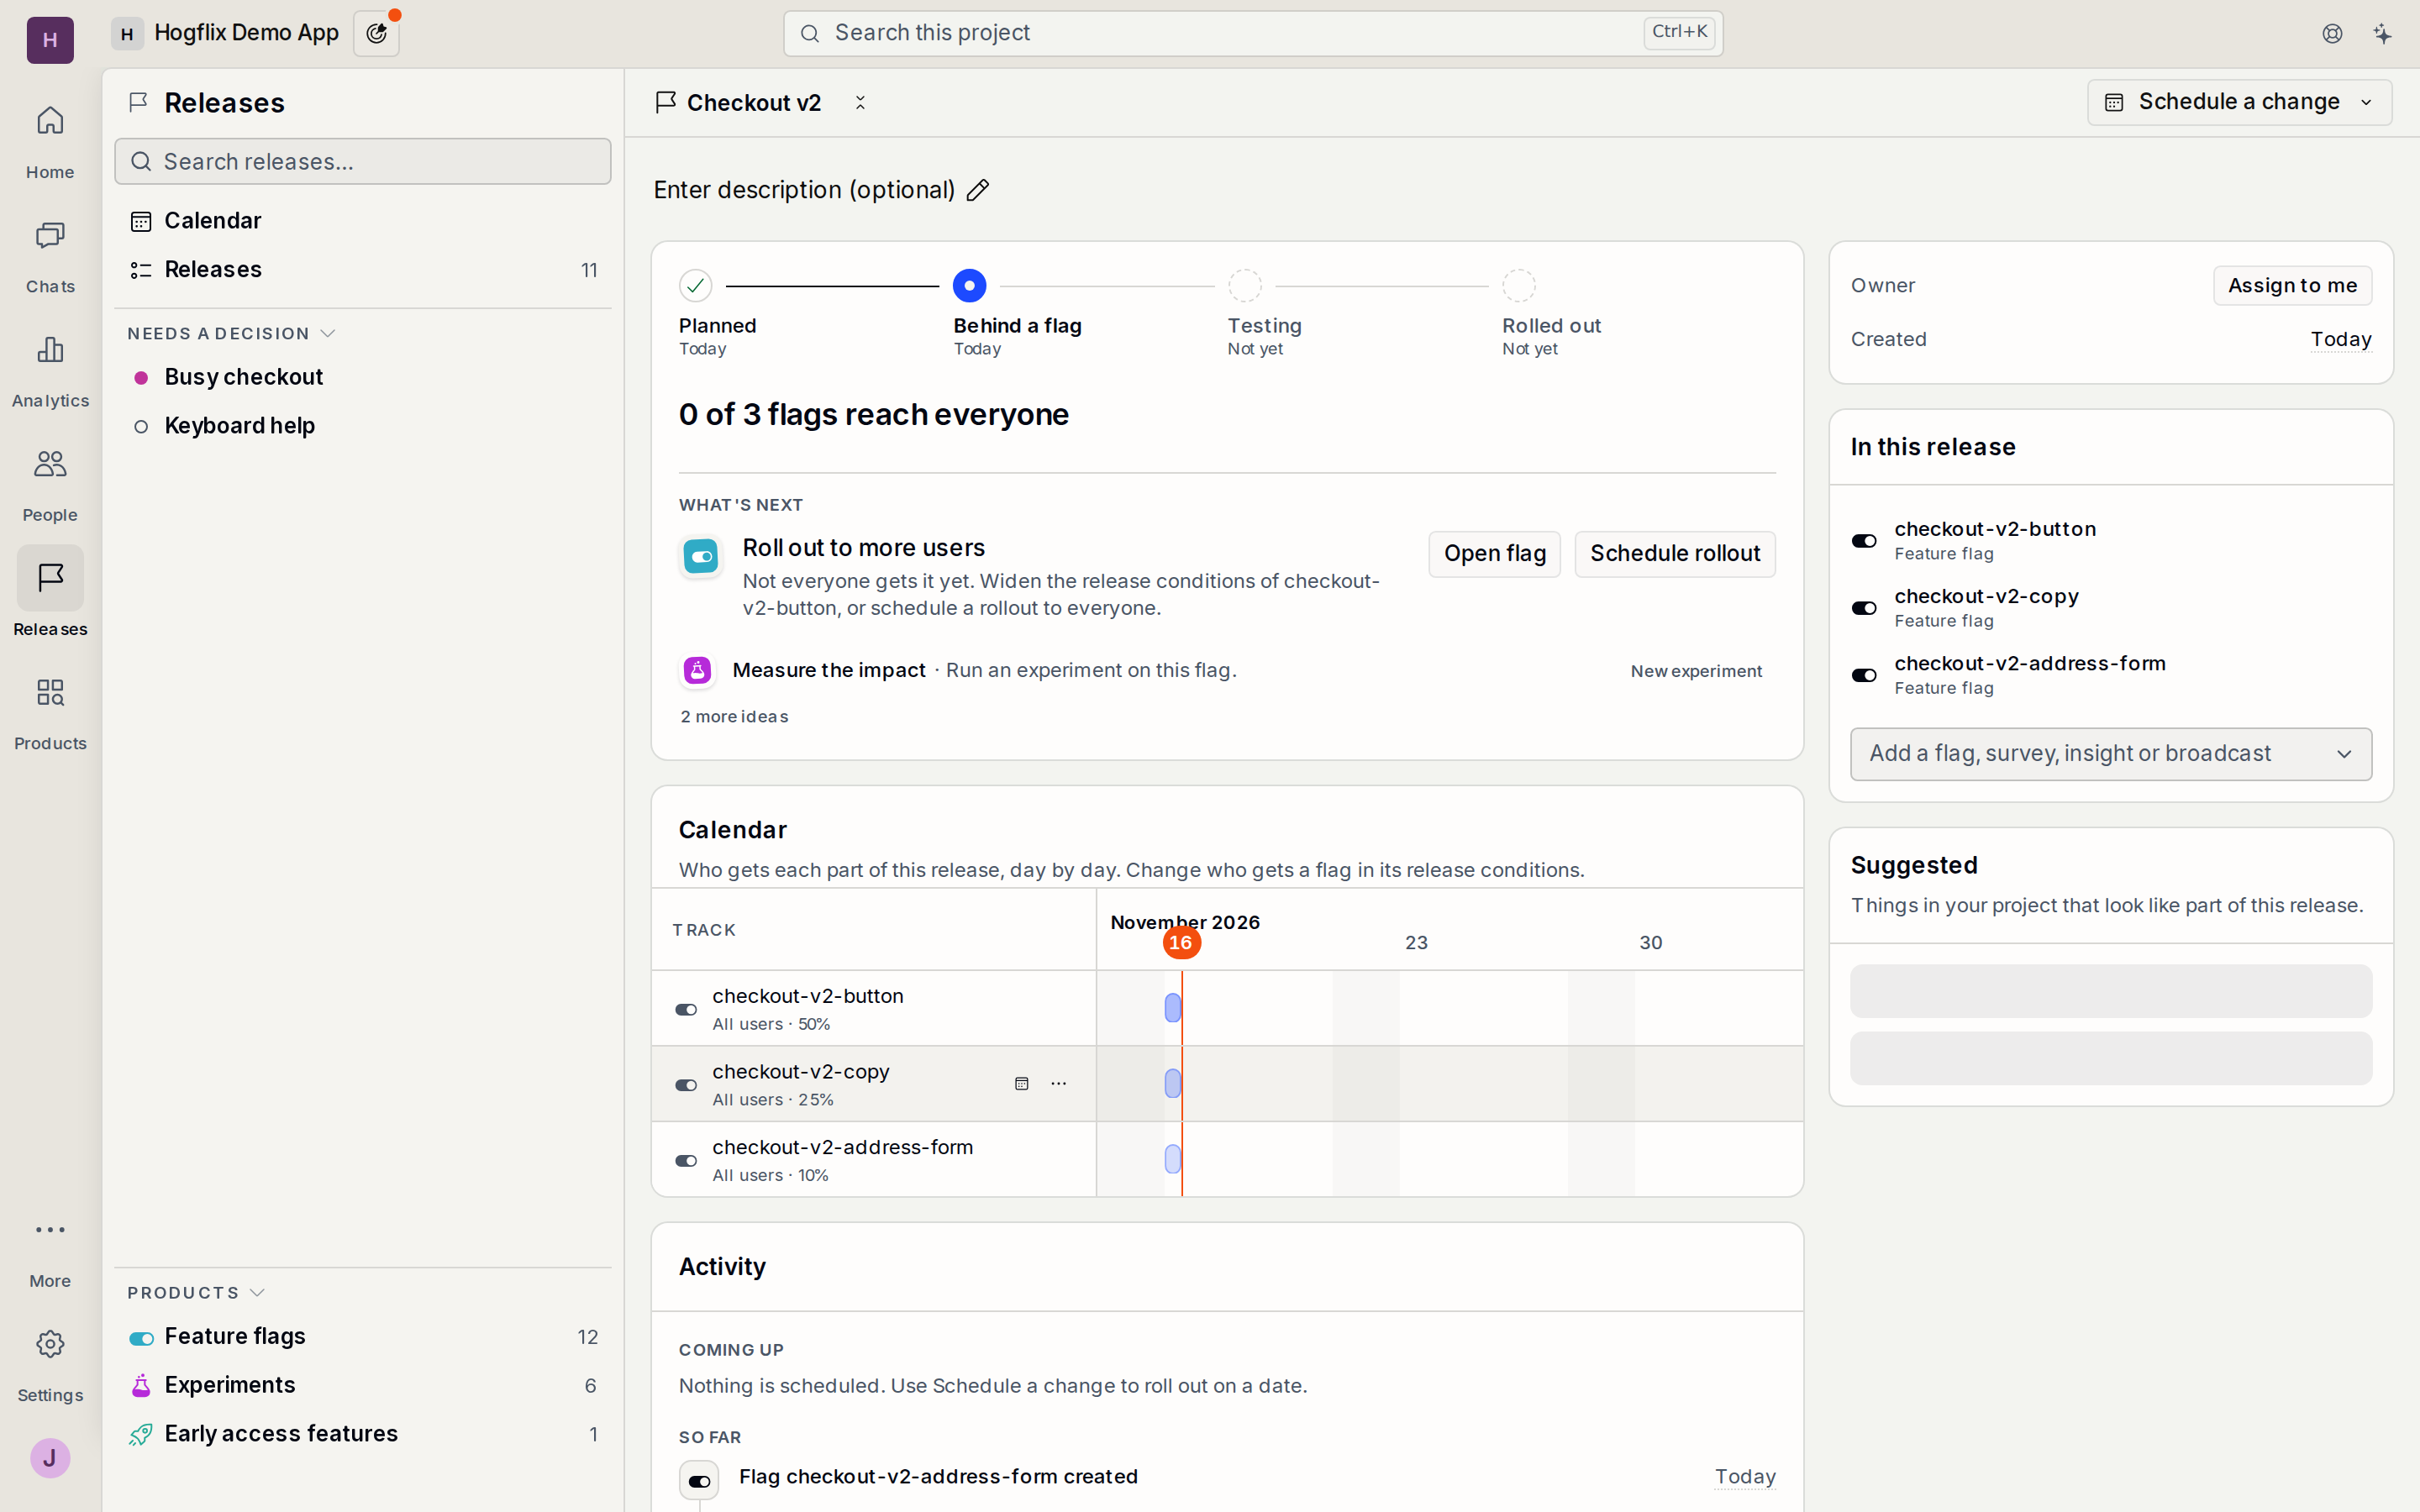 H
H
Hogflix Demo App
Search this project
Ctrl+K
Home
Chats
Analytics
People
Releases
Products
More
Settings
J
Releases
Search releases...
Calendar
Releases
11
NEEDS A DECISION
Busy checkout
Keyboard help
PRODUCTS
Feature flags
12
Experiments
6
Early access features
1
Checkout v2
Schedule a change
Enter description (optional)
Planned
Today
Behind a flag
Today
Testing
Not yet
Rolled out
Not yet
0 of 3 flags reach everyone
WHAT'S NEXT
Roll out to more users
Not everyone gets it yet. Widen the release conditions of checkout-
v2-button, or schedule a rollout to everyone.
Open flag
Schedule rollout
Measure the impact · Run an experiment on this flag.
New experiment
2 more ideas
Calendar
Who gets each part of this release, day by day. Change who gets a flag in its release conditions.
TRACK
November 2026
16
23
30
checkout-v2-button
All users · 50%
checkout-v2-copy
All users · 25%
checkout-v2-address-form
All users · 10%
Activity
COMING UP
Nothing is scheduled. Use Schedule a change to roll out on a date.
SO FAR
Flag checkout-v2-address-form created
Today
Owner
Assign to me
Created
Today
In this release
checkout-v2-button
Feature flag
checkout-v2-copy
Feature flag
checkout-v2-address-form
Feature flag
Add a flag, survey, insight or broadcast
Suggested
Things in your project that look like part of this release.